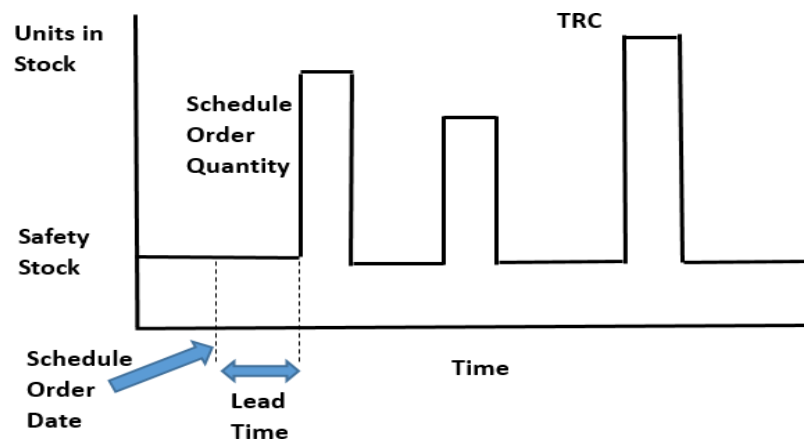 TRC
Units in
Stock
Schedule
Order
Quantity
Safety
Stock
Schedule
Order
Date
Lead
Time
Time